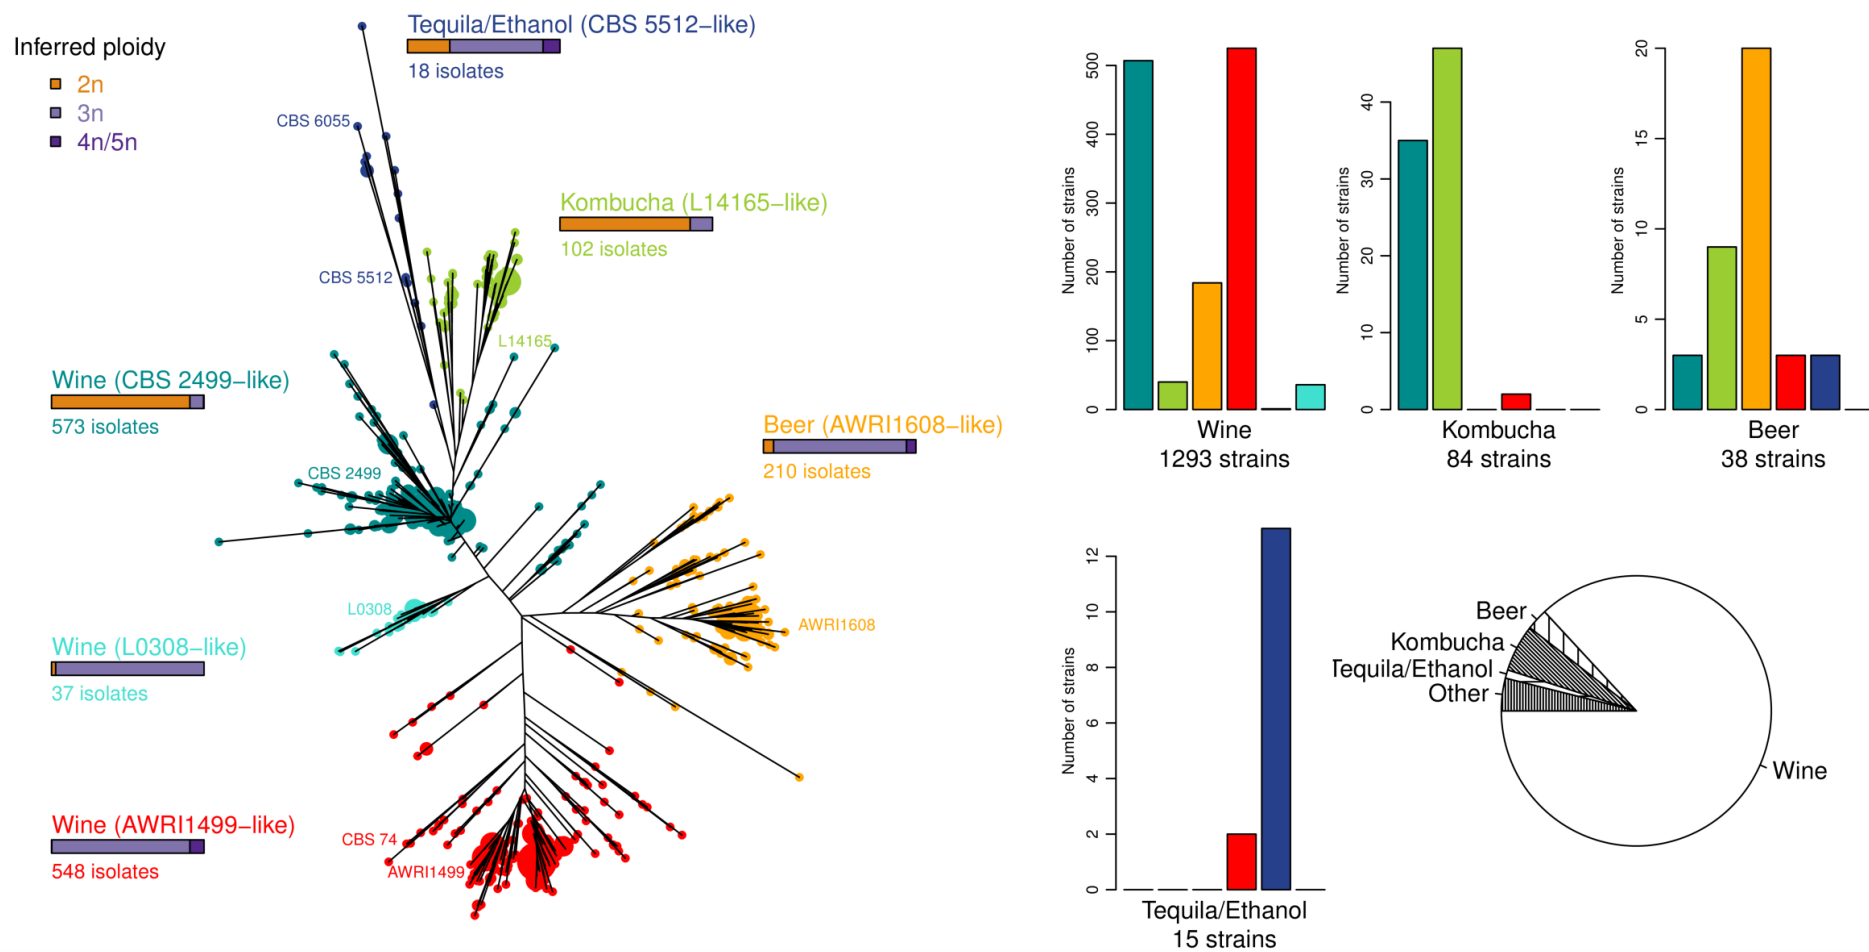 Inferred ploidy
2n
3n
4n/5n
Tequila/Ethanol (CBS 5512−like)
18 isolates
CBS 6055
Kombucha (L14165−like)
102 isolates
CBS 5512
L14165
Wine (CBS 2499−like)
573 isolates
CBS 2499
Beer (AWRI1608−like)
210 isolates
L0308
AWRI1608
Wine (L0308−like)
37 isolates
Wine (AWRI1499−like)
548 isolates
CBS 74
AWRI1499
Number of strains
0
100
200
300
400
500
Wine
1293 strains
Number of strains
0
10
20
30
40
Kombucha
84 strains
Number of strains
0
5
10
15
20
Beer
38 strains
Number of strains
0
2
4
6
8
10
12
Tequila/Ethanol
15 strains
Beer
Kombucha
Tequila/Ethanol
Other
Wine